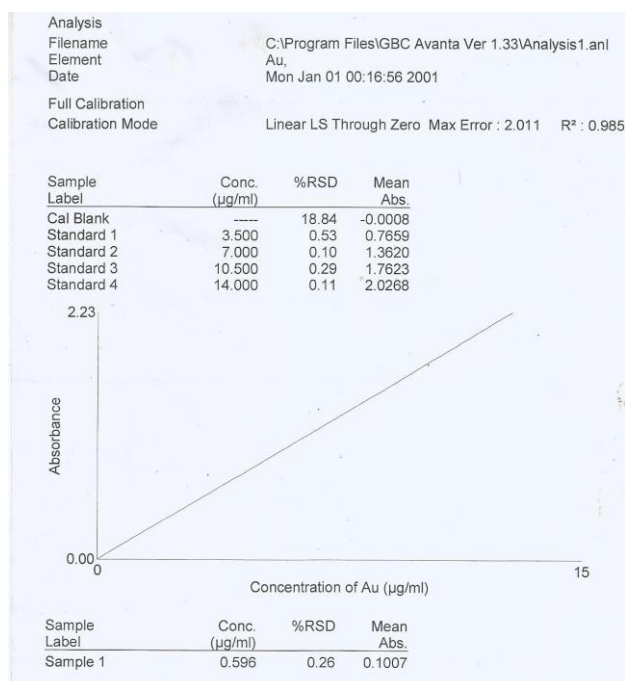 Analysis
Filename C:\Program Files\GBC Avanta Ver 1.33\Analysis1.anl
Element Au,
Date Mon Jan 01 00:16:56 2001
Full Calibration
Calibration Mode Linear LS Through Zero Max Error : 2.011 R² : 0.985
Sample Conc. %RSD Mean
Label (µg/ml) Abs.
Cal Blank ----- 18.84 -0.0008
Standard 1 3.500 0.53 0.7659
Standard 2 7.000 0.10 1.3620
Standard 3 10.500 0.29 1.7623
Standard 4 14.000 0.11 2.0268
2.23
Absorbance
0.00
0 15
Concentration of Au (µg/ml)
Sample Conc. %RSD Mean
Label (µg/ml) Abs.
Sample 1 0.596 0.26 0.1007